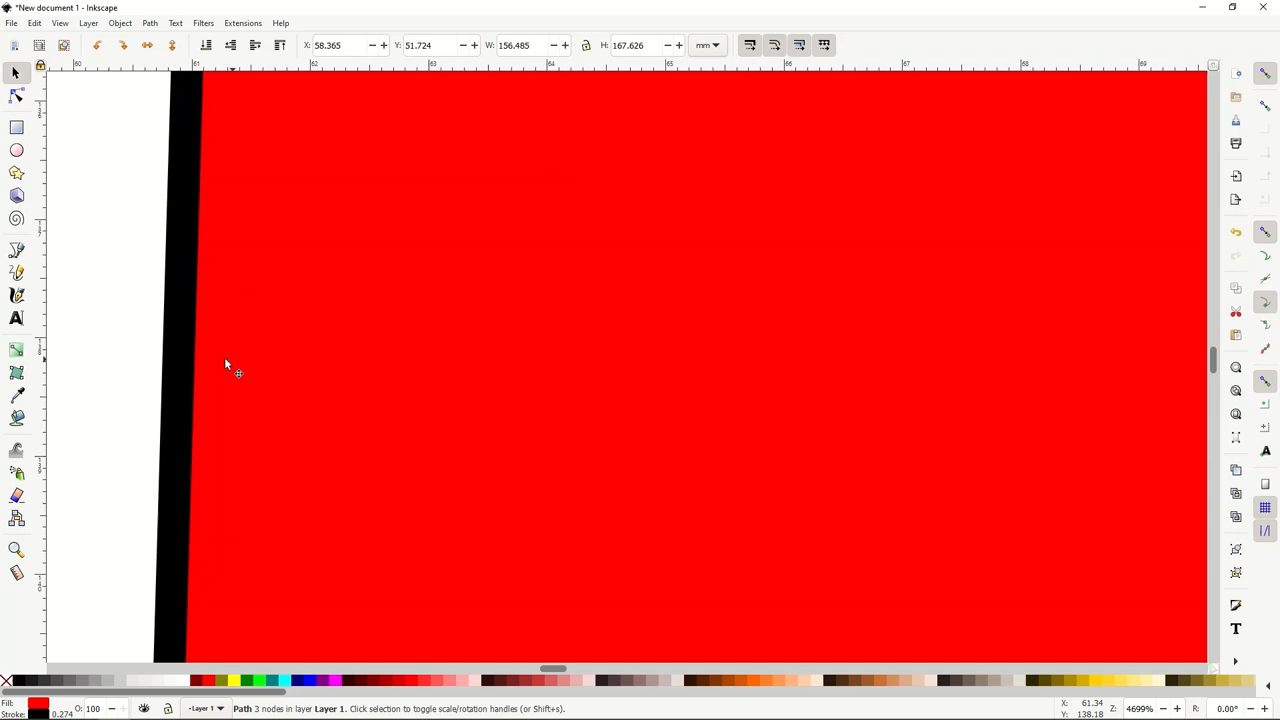 *New document 1 - Inkscape
File Edit View Layer Object Path Text Filters Extensions Help
X: 58.365 Y: 51.724 W: 156.485 H: 167.626 mm
60 61 62 63 64 65 66 67 68 69
Fill: O: 100 -Layer 1 Path 3 nodes in layer Layer 1. Click selection to toggle scale/rotation handles (or Shift+s). X: 61.34 Z: 4699% R: 0.00°
Stroke: 0.274 Y: 138.18